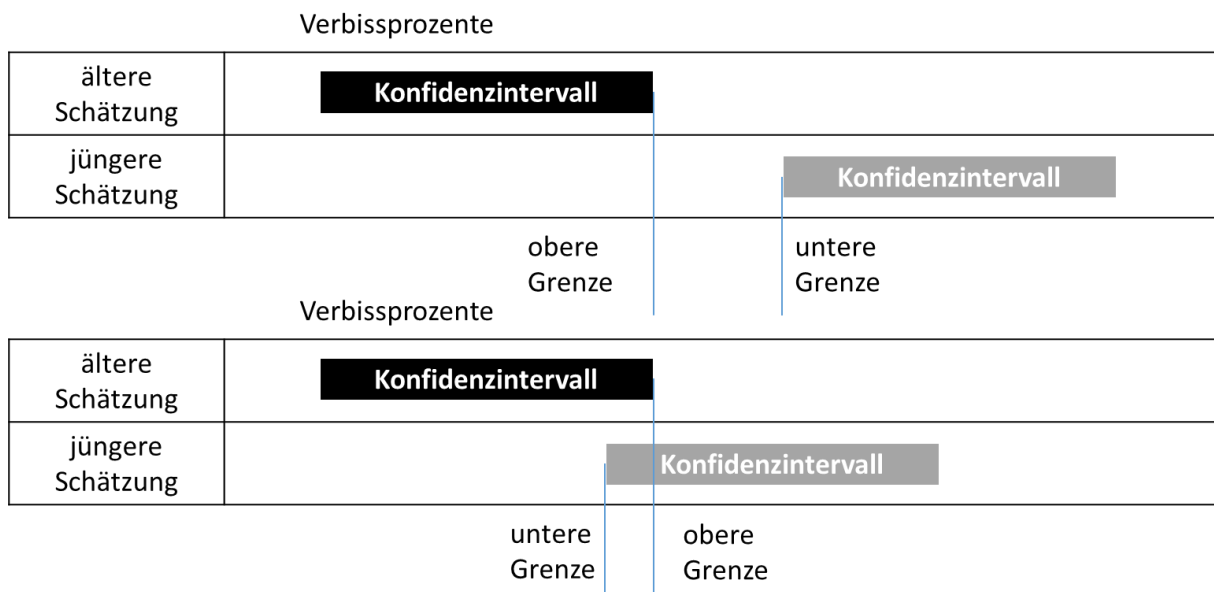 Verbissprozente
ältere
Schätzung
Konfidenzintervall
jüngere
Schätzung
Konfidenzintervall
obere
Grenze
untere
Grenze
Verbissprozente
ältere
Schätzung
Konfidenzintervall
jüngere
Schätzung
Konfidenzintervall
untere
Grenze
obere
Grenze